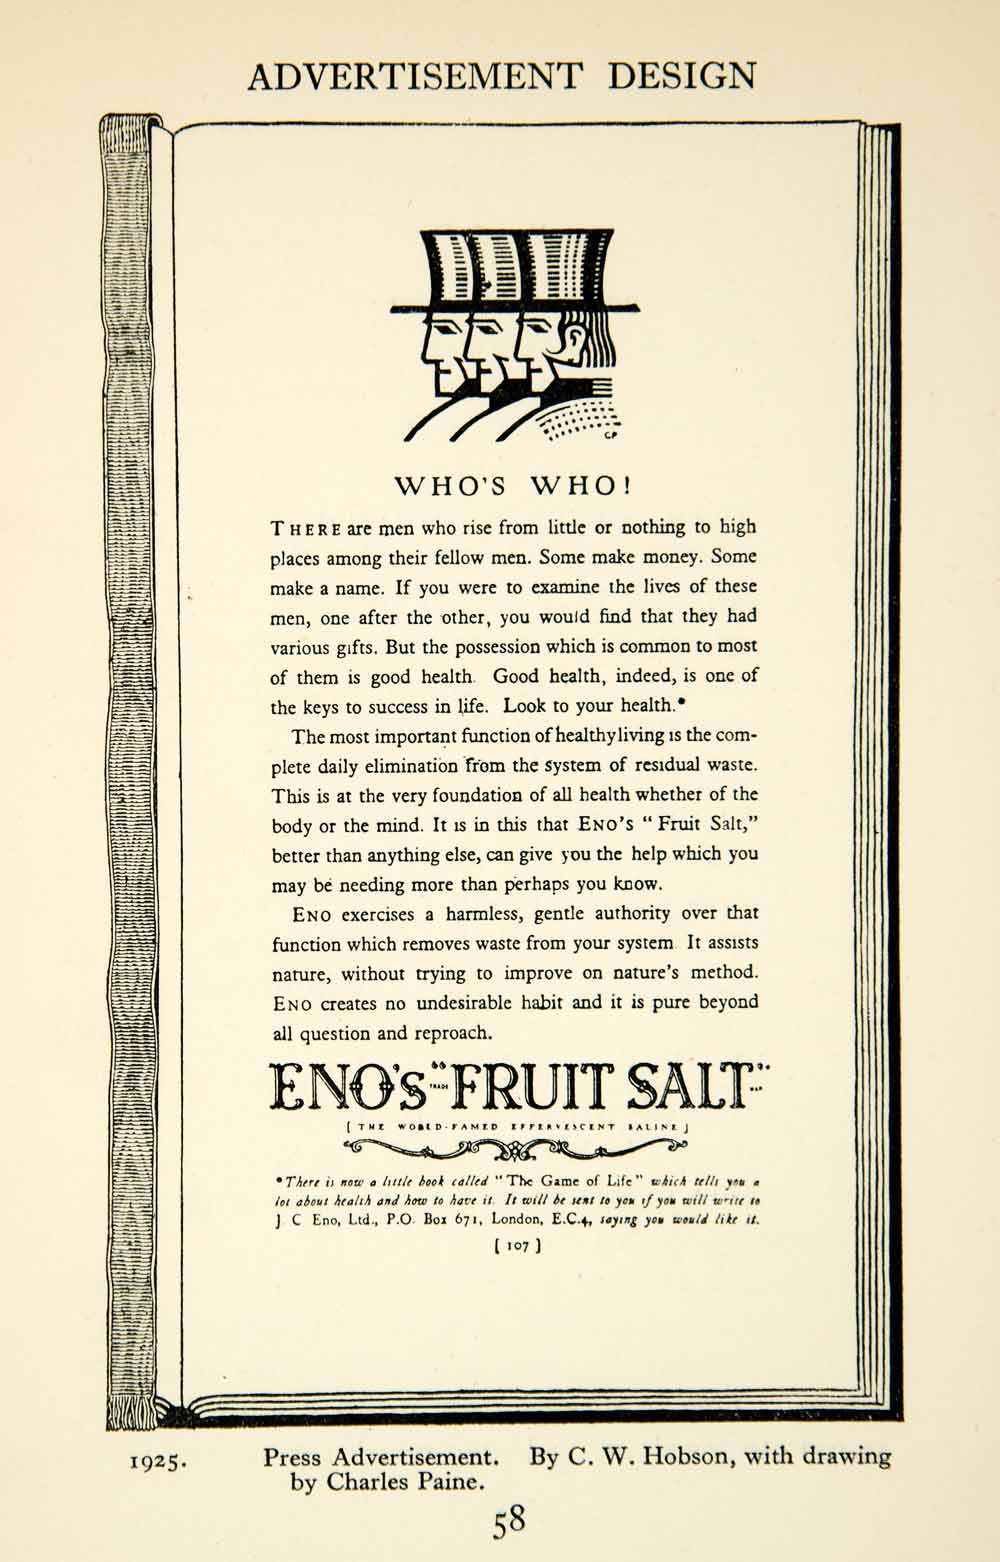 ADVERTISEMENT DESIGN
CP
WHO'S WHO!
THERE are men who rise from little or nothing to high
places among their fellow men. Some make money. Some
make a name. If you were to examine the lives of these
men, one after the other, you would find that they had
various gifts. But the possession which is common to most
of them is good health. Good health, indeed, is one of
the keys to success in life. Look to your health.*
The most important function of healthy living is the com-
plete daily elimination from the system of residual waste.
This is at the very foundation of all health whether of the
body or the mind. It is in this that ENO'S “ Fruit Salt,”
better than anything else, can give you the help which you
may be needing more than perhaps you know.
ENO exercises a harmless, gentle authority over that
function which removes waste from your system It assists
nature, without trying to improve on nature's method.
ENO creates no undesirable habit and it is pure beyond
all question and reproach.
ENO'S “FRUIT SALT”
TRADE
[ THE WORLD-FAMED EFFERVESCENT SALINE ]
*There is now a little book called “The Game of Life” which tells you a
lot about health and how to have it. It will be sent to you if you will write to
J C Eno, Ltd., P.O. Box 671, London, E.C.4, saying you would like it.
[ 107 ]
1925. Press Advertisement. By C. W. Hobson, with drawing
by Charles Paine.
58